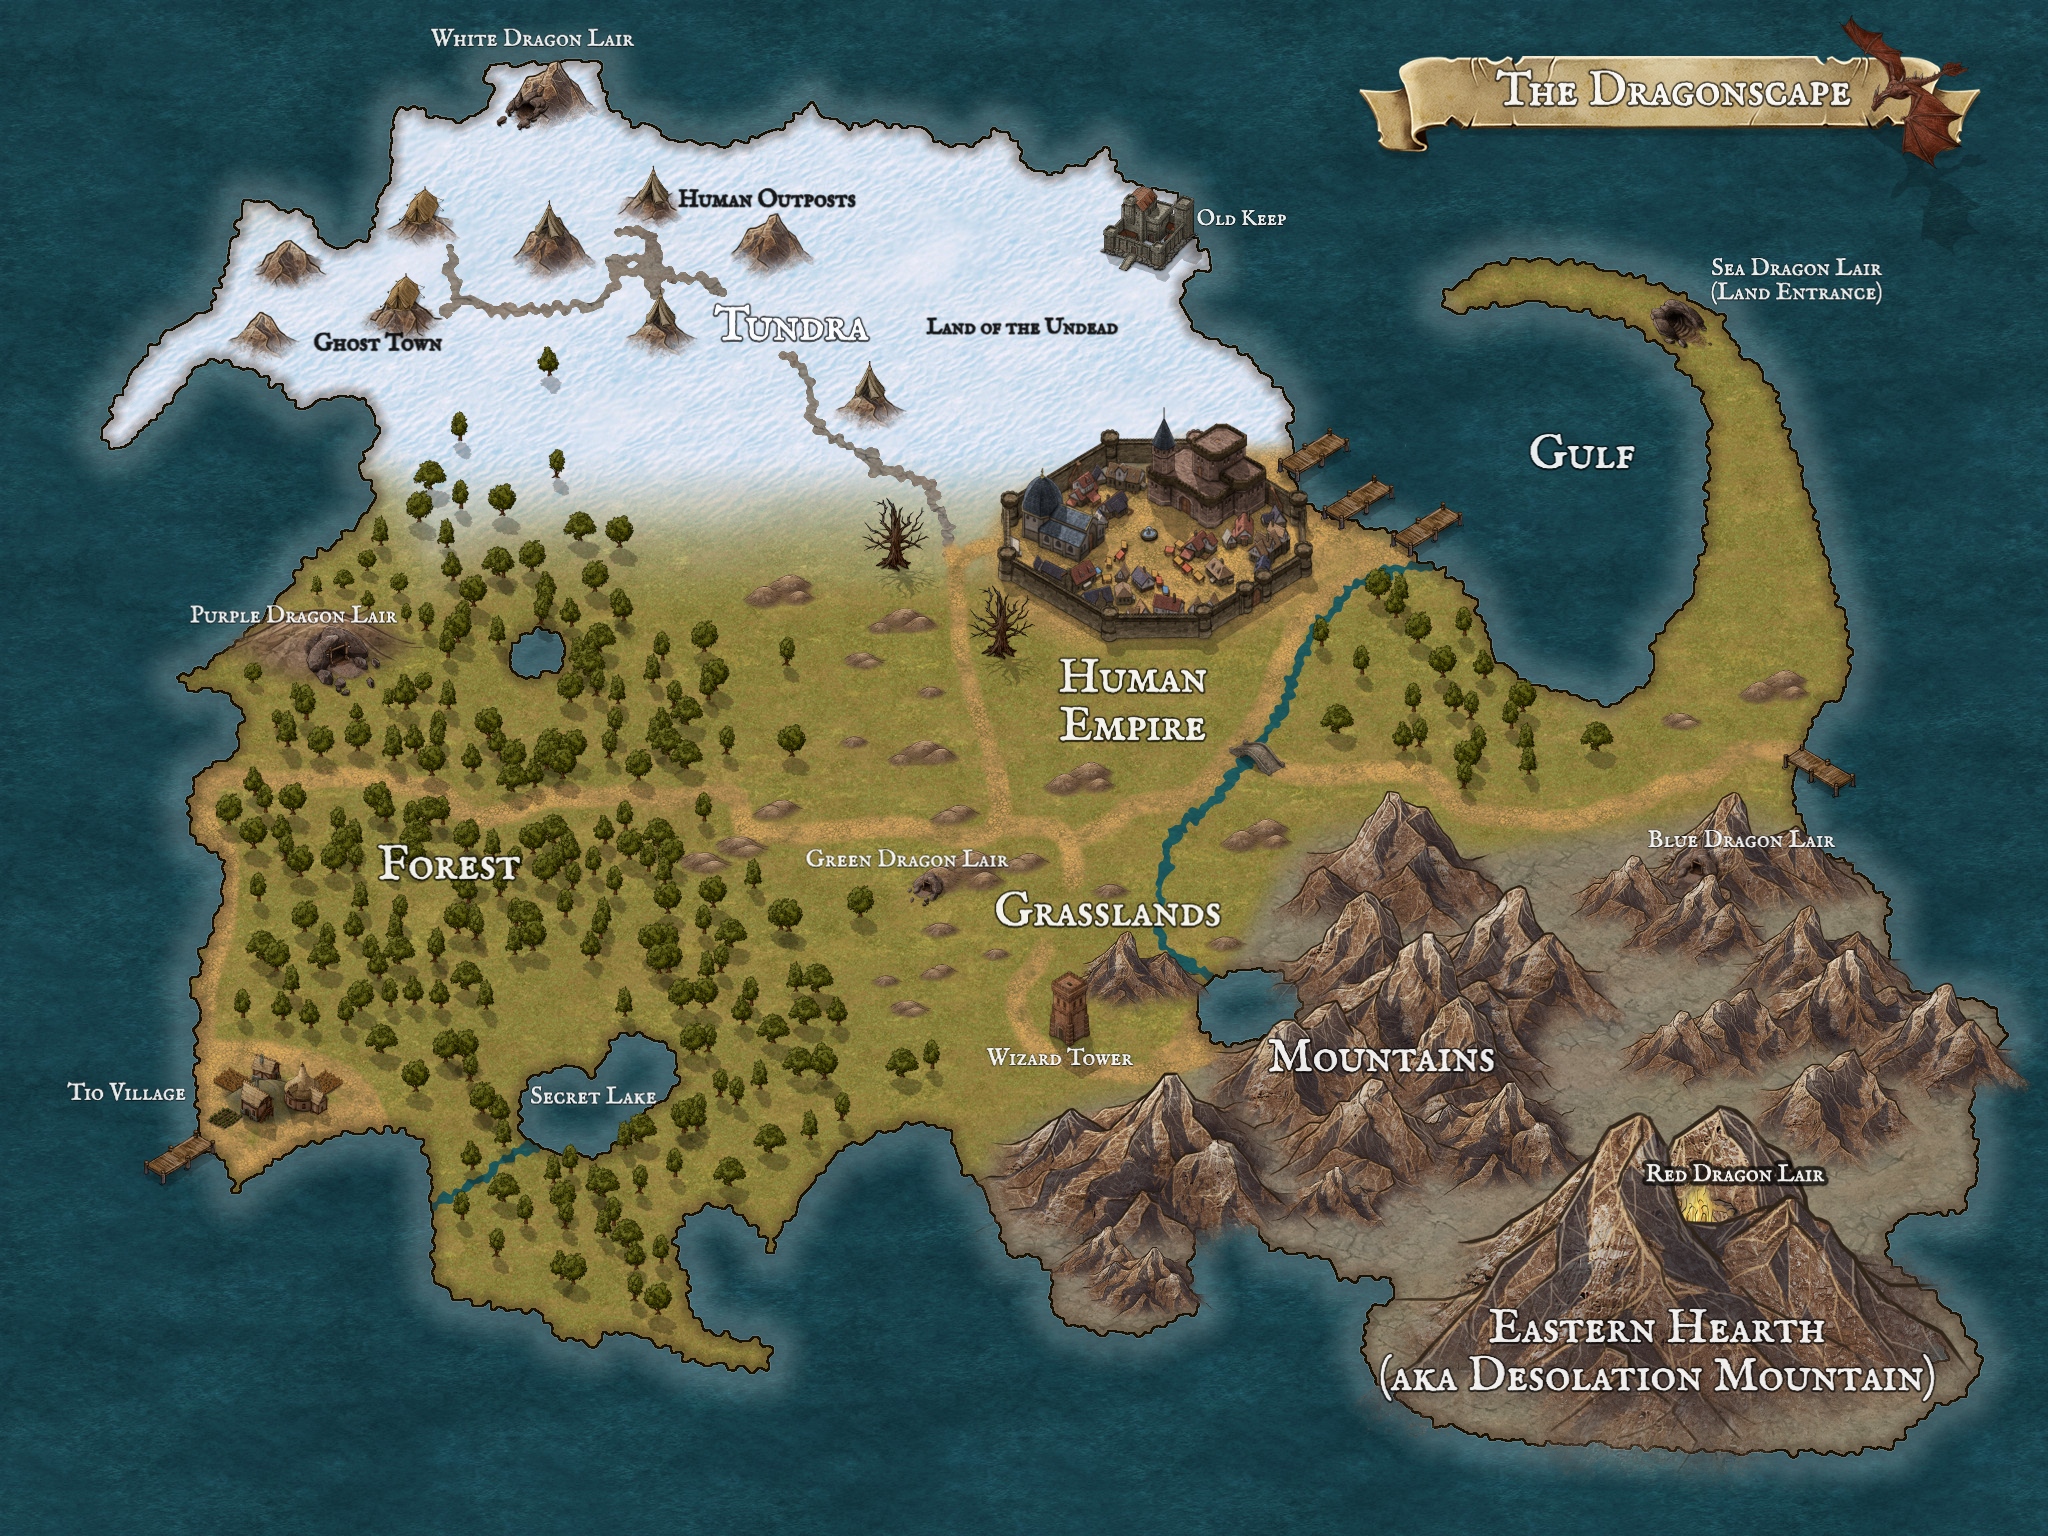 White Dragon Lair
The Dragonscape
Human Outposts
Old Keep
Sea Dragon Lair
(Land Entrance)
Tundra
Land of the Undead
Ghost Town
Gulf
Purple Dragon Lair
Human
Empire
Blue Dragon Lair
Forest
Green Dragon Lair
Grasslands
Wizard Tower
Mountains
Tio Village
Secret Lake
Red Dragon Lair
Eastern Hearth
(aka Desolation Mountain)